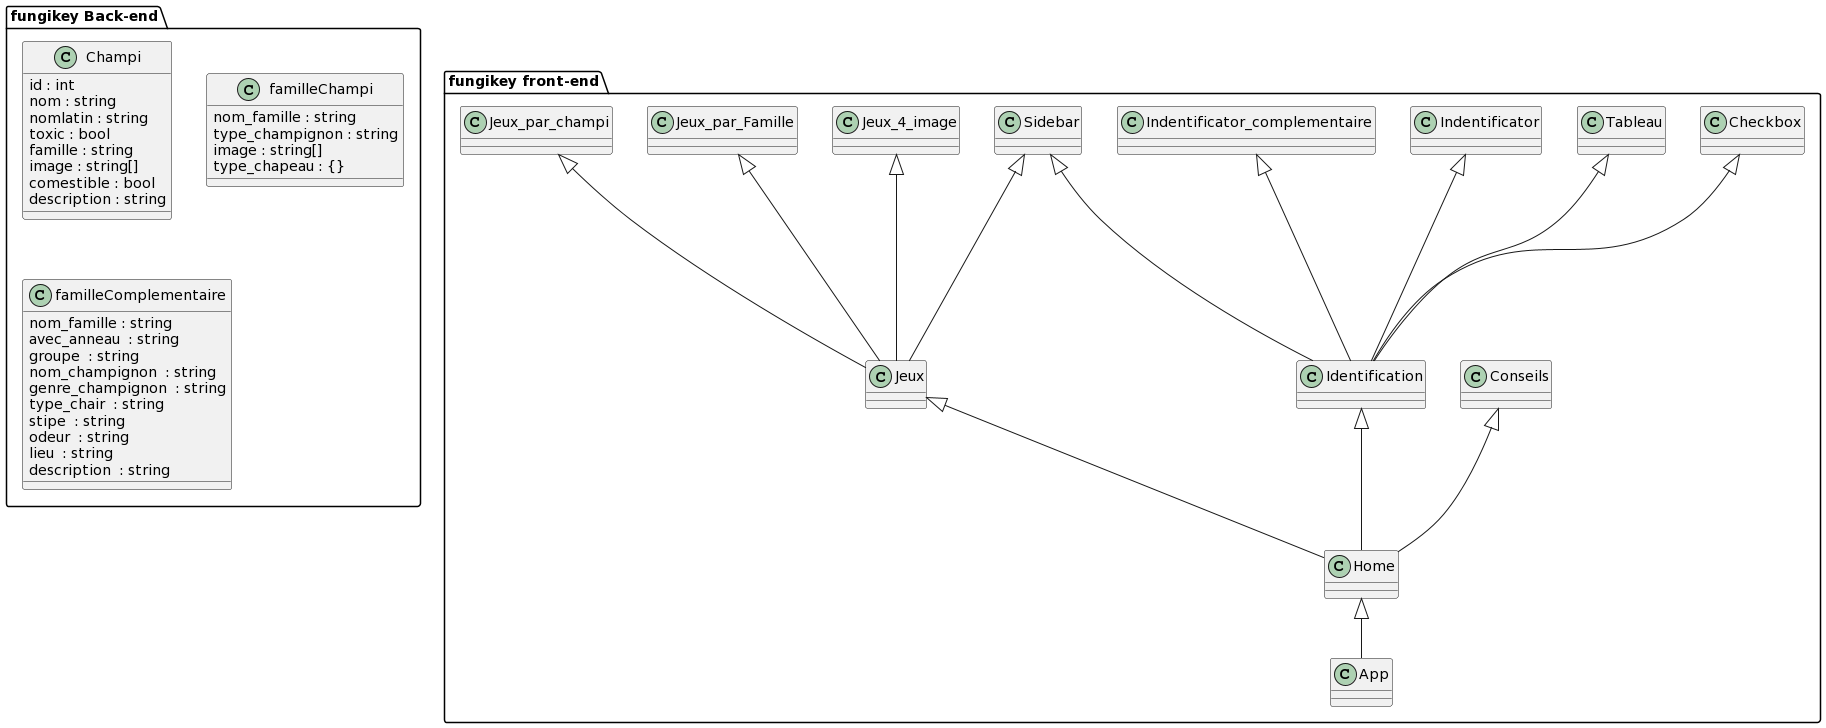 fungikey Back-end
C Champi
id : int
nom : string
nomlatin : string
toxic : bool
famille : string
image : string[]
comestible : bool
description : string
C familleChampi
nom_famille : string
type_champignon : string
image : string[]
type_chapeau : {}
C familleComplementaire
nom_famille : string
avec_anneau  : string
groupe  : string
nom_champignon  : string
genre_champignon  : string
type_chair  : string
stipe  : string
odeur  : string
lieu  : string
description  : string
fungikey front-end
C Jeux_par_champi
C Jeux_par_Famille
C Jeux_4_image
C Sidebar
C Indentificator_complementaire
C Indentificator
C Tableau
C Checkbox
C Jeux
C Identification
C Conseils
C Home
C App